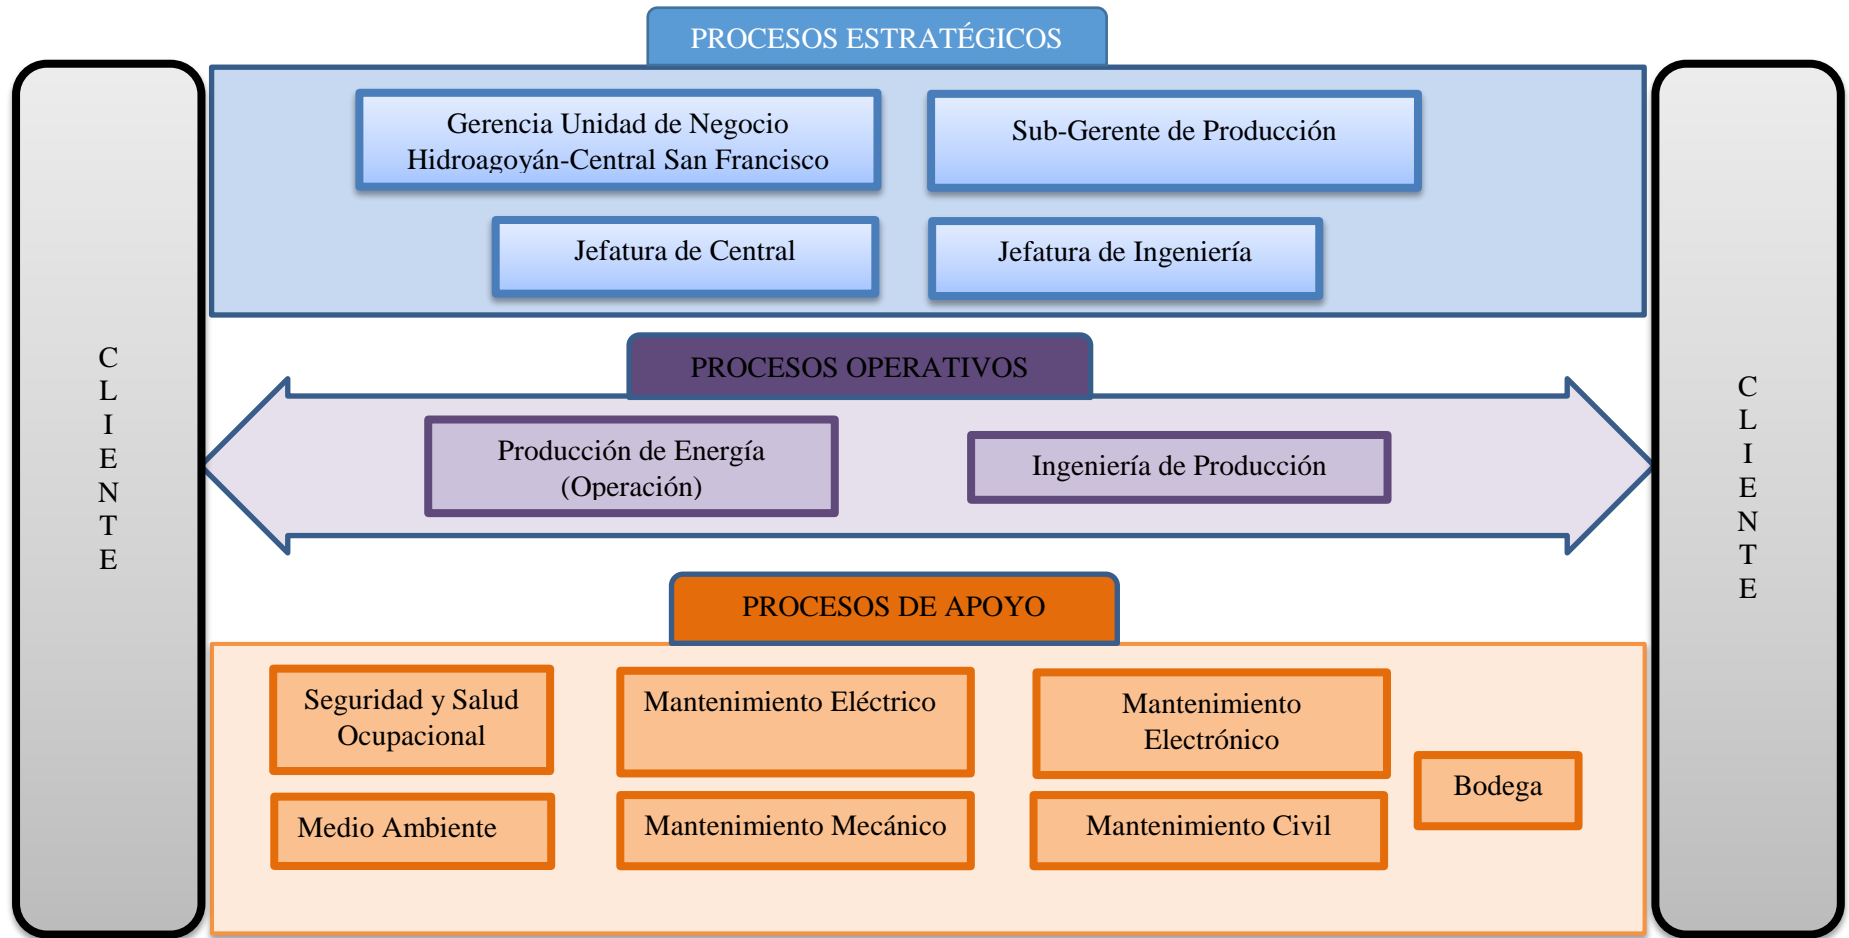 PROCESOS ESTRATÉGICOS
Gerencia Unidad de Negocio
Hidroagoyán-Central San Francisco
Sub-Gerente de Producción
Jefatura de Central
Jefatura de Ingeniería
C
L
I
E
N
T
E
PROCESOS OPERATIVOS
Producción de Energía
(Operación)
Ingeniería de Producción
C
L
I
E
N
T
E
PROCESOS DE APOYO
Seguridad y Salud
Ocupacional
Mantenimiento Eléctrico
Mantenimiento
Electrónico
Bodega
Medio Ambiente
Mantenimiento Mecánico
Mantenimiento Civil